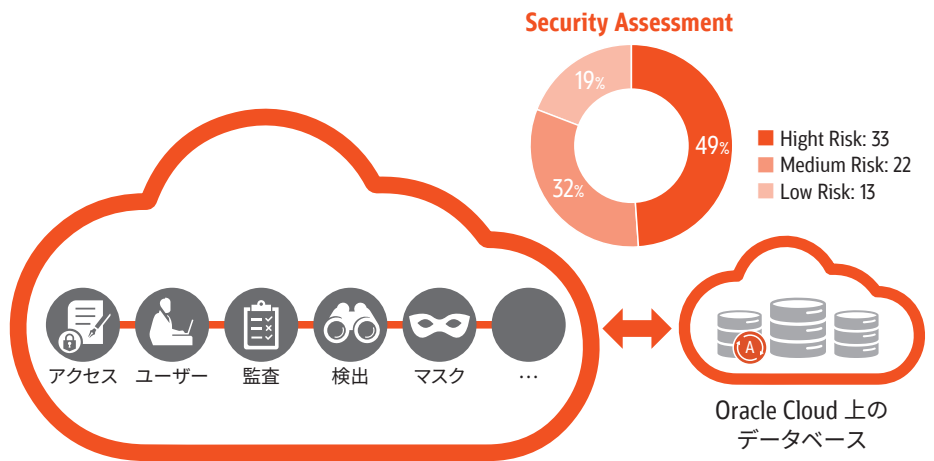 Security Assessment
19%
49%
32%
Hight Risk: 33
Medium Risk: 22
Low Risk: 13
アクセス
ユーザー
監査
検出
マスク
…
A
Oracle Cloud 上の
データベース